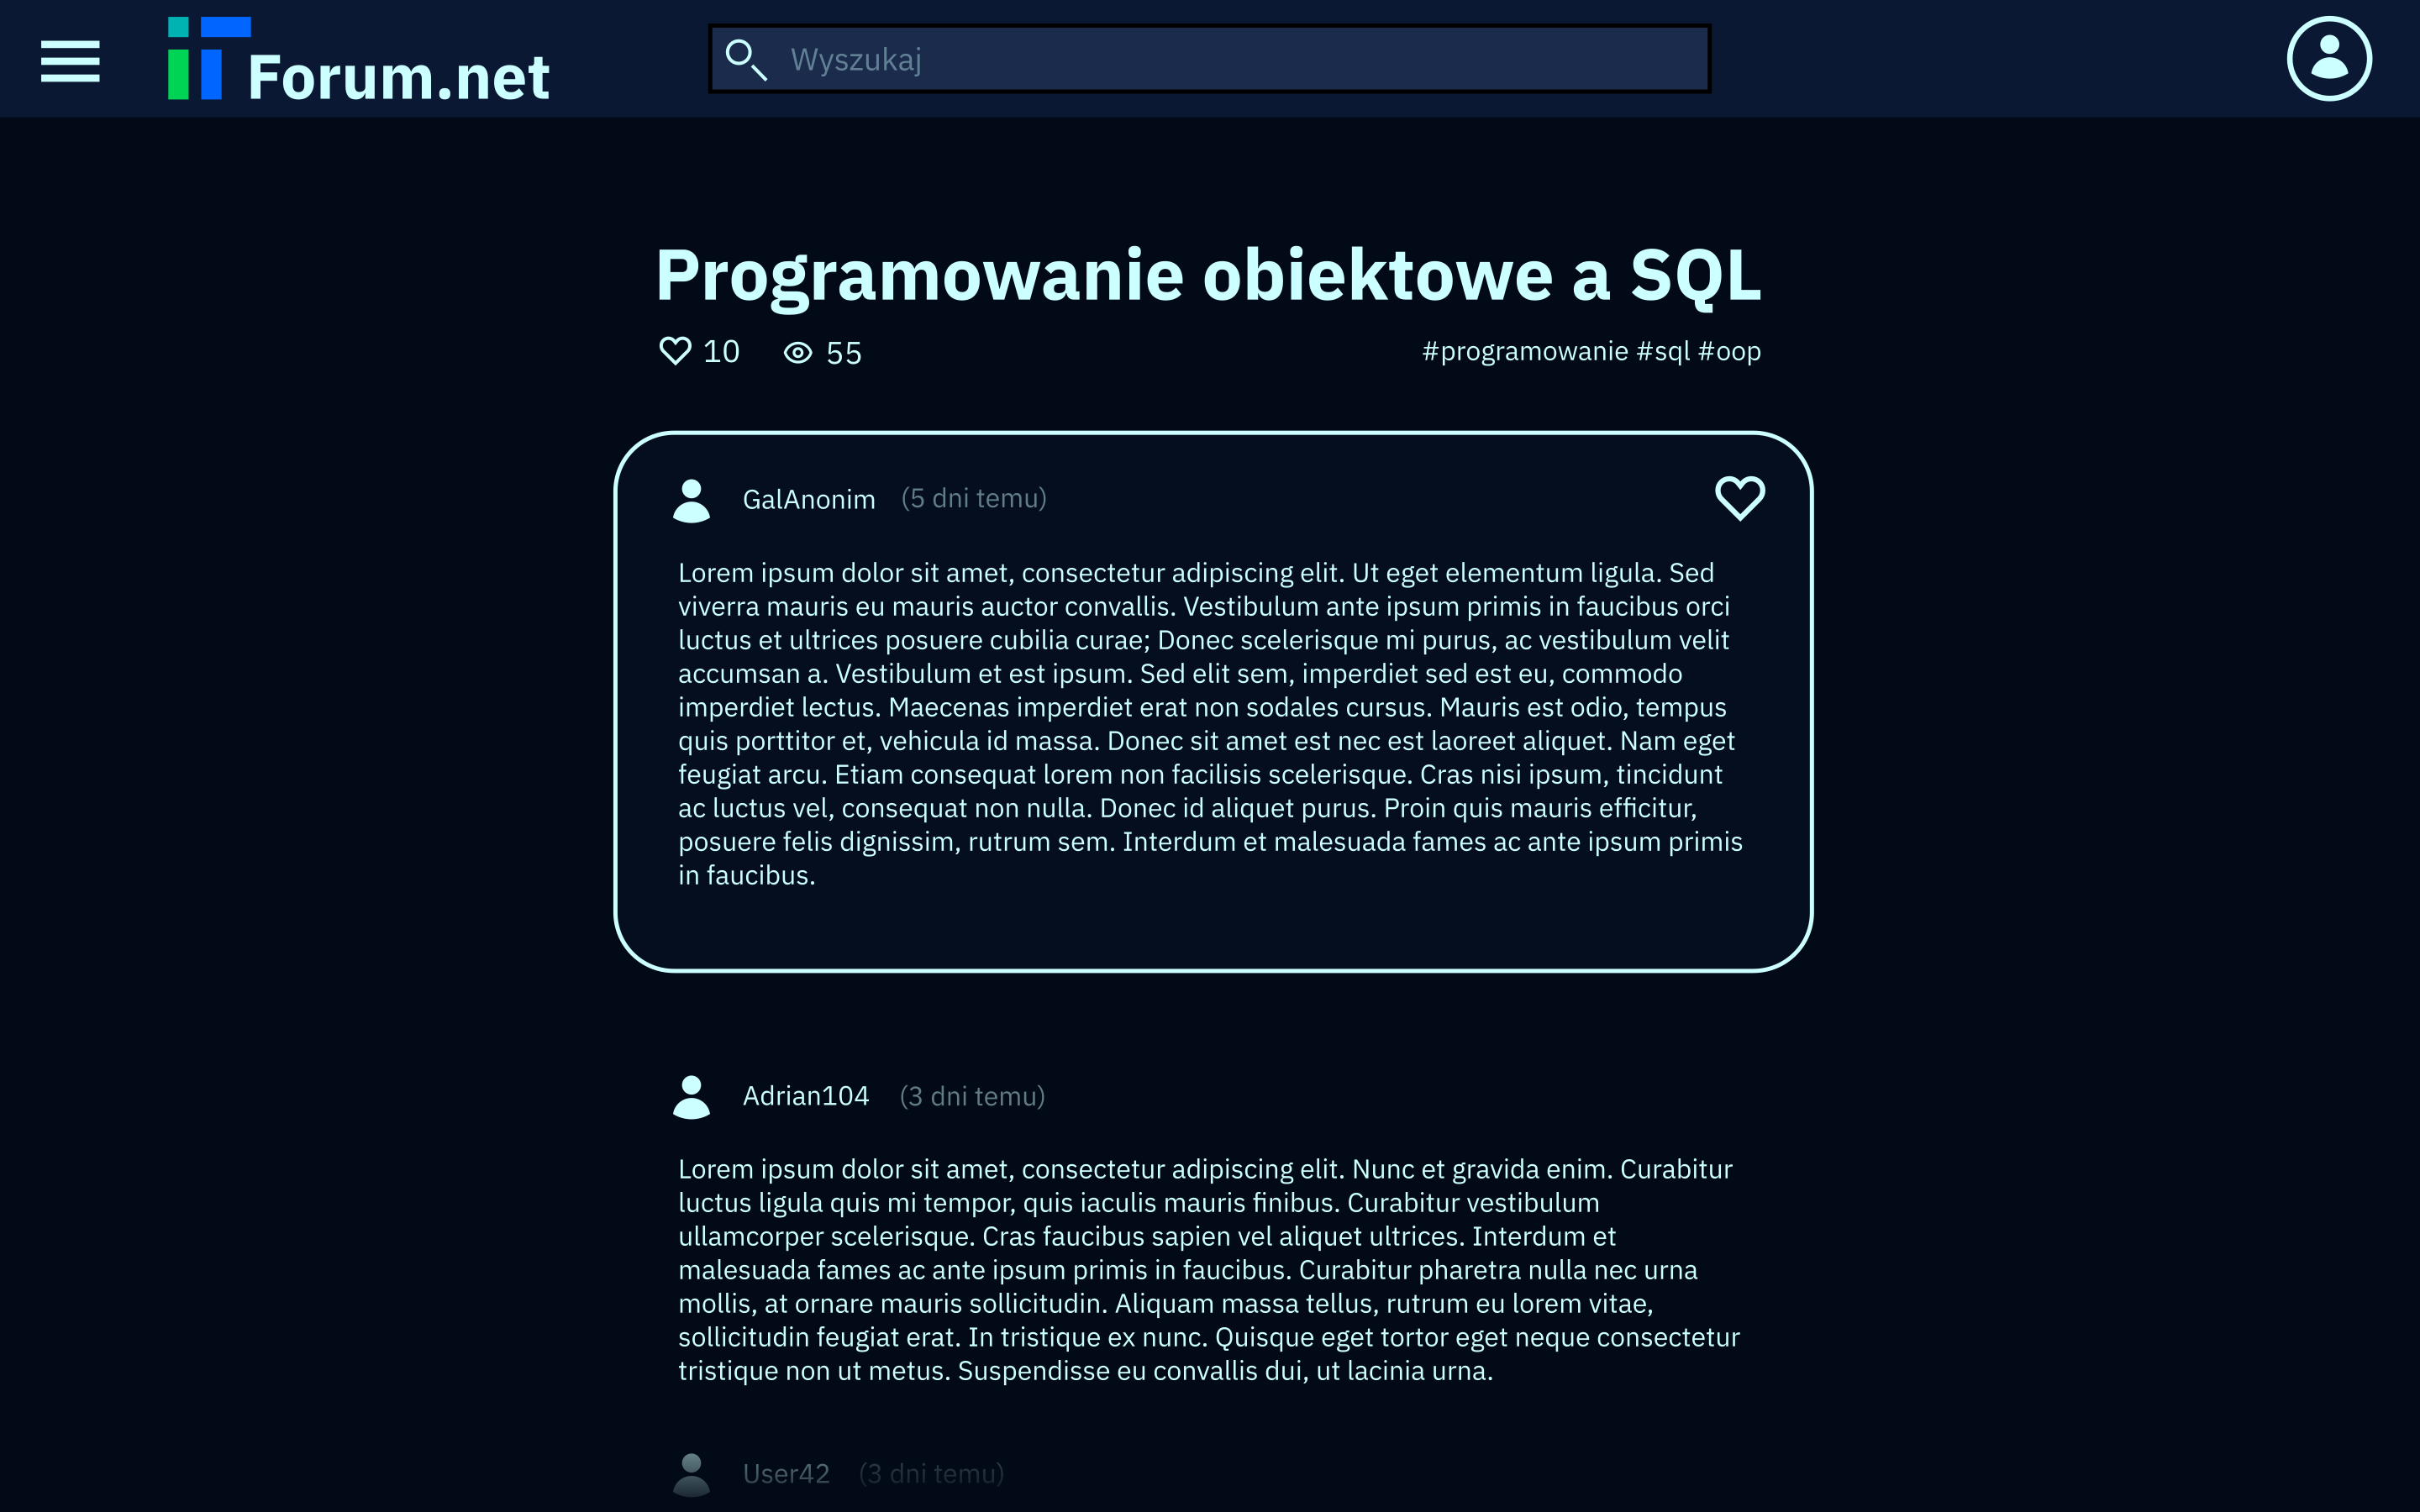 iT Forum.net
Wyszukaj
Programowanie obiektowe a SQL
10 55 #programowanie #sql #oop
GalAnonim (5 dni temu)
Lorem ipsum dolor sit amet, consectetur adipiscing elit. Ut eget elementum ligula. Sed
viverra mauris eu mauris auctor convallis. Vestibulum ante ipsum primis in faucibus orci
luctus et ultrices posuere cubilia curae; Donec scelerisque mi purus, ac vestibulum velit
accumsan a. Vestibulum et est ipsum. Sed elit sem, imperdiet sed est eu, commodo
imperdiet lectus. Maecenas imperdiet erat non sodales cursus. Mauris est odio, tempus
quis porttitor et, vehicula id massa. Donec sit amet est nec est laoreet aliquet. Nam eget
feugiat arcu. Etiam consequat lorem non facilisis scelerisque. Cras nisi ipsum, tincidunt
ac luctus vel, consequat non nulla. Donec id aliquet purus. Proin quis mauris efficitur,
posuere felis dignissim, rutrum sem. Interdum et malesuada fames ac ante ipsum primis
in faucibus.
Adrian104 (3 dni temu)
Lorem ipsum dolor sit amet, consectetur adipiscing elit. Nunc et gravida enim. Curabitur
luctus ligula quis mi tempor, quis iaculis mauris finibus. Curabitur vestibulum
ullamcorper scelerisque. Cras faucibus sapien vel aliquet ultrices. Interdum et
malesuada fames ac ante ipsum primis in faucibus. Curabitur pharetra nulla nec urna
mollis, at ornare mauris sollicitudin. Aliquam massa tellus, rutrum eu lorem vitae,
sollicitudin feugiat erat. In tristique ex nunc. Quisque eget tortor eget neque consectetur
tristique non ut metus. Suspendisse eu convallis dui, ut lacinia urna.
User42 (3 dni temu)